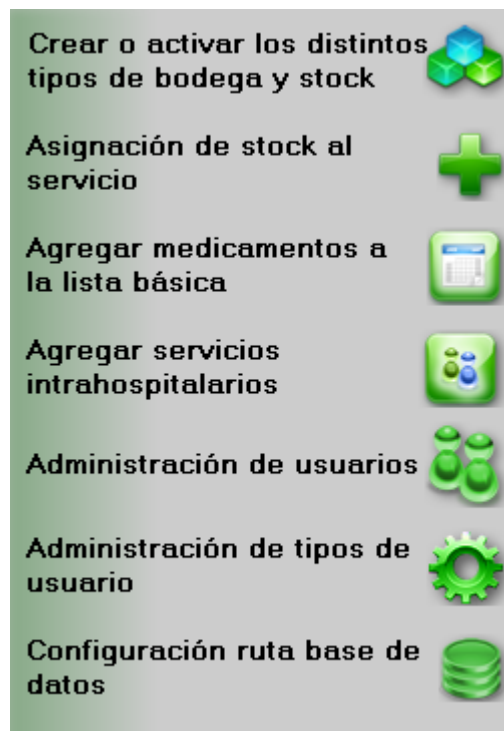 Crear o activar los distintos
tipos de bodega y stock
Asignación de stock al
servicio
Agregar medicamentos a
la lista básica
Agregar servicios
intrahospitalarios
Administración de usuarios
Administración de tipos de
usuario
Configuración ruta base de
datos